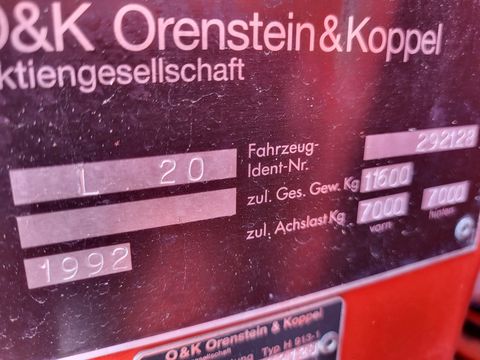 O&K Orenstein&Koppel
ktiengesellschaft
L 20
Fahrzeug-
Ident-Nr. 292128
zul. Ges. Gew. Kg 11600
zul. Achslast Kg 7000 7000
vorn hinten
1992
O&K Orenstein & Koppel
Typ H 913-1